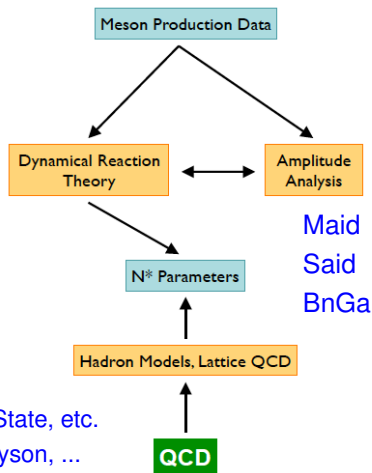 Meson Production Data
Dynamical Reaction
Theory
Amplitude
Analysis
Maid
Said
BnGa
N* Parameters
Hadron Models, Lattice QCD
State, etc.
yson, ...
QCD